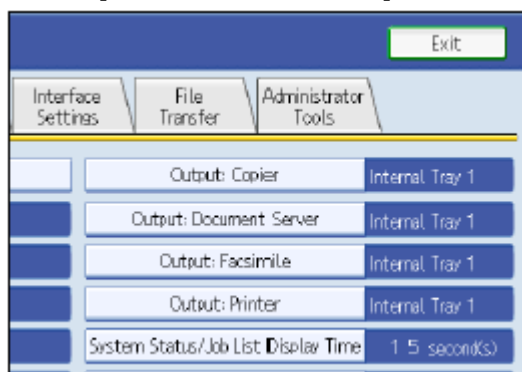 Exit
Interface Settings
File Transfer
Administrator Tools
Output: Copier Internal Tray 1
Output: Document Server Internal Tray 1
Output: Facsimile Internal Tray 1
Output: Printer Internal Tray 1
System Status/Job List Display Time 15 second(s)